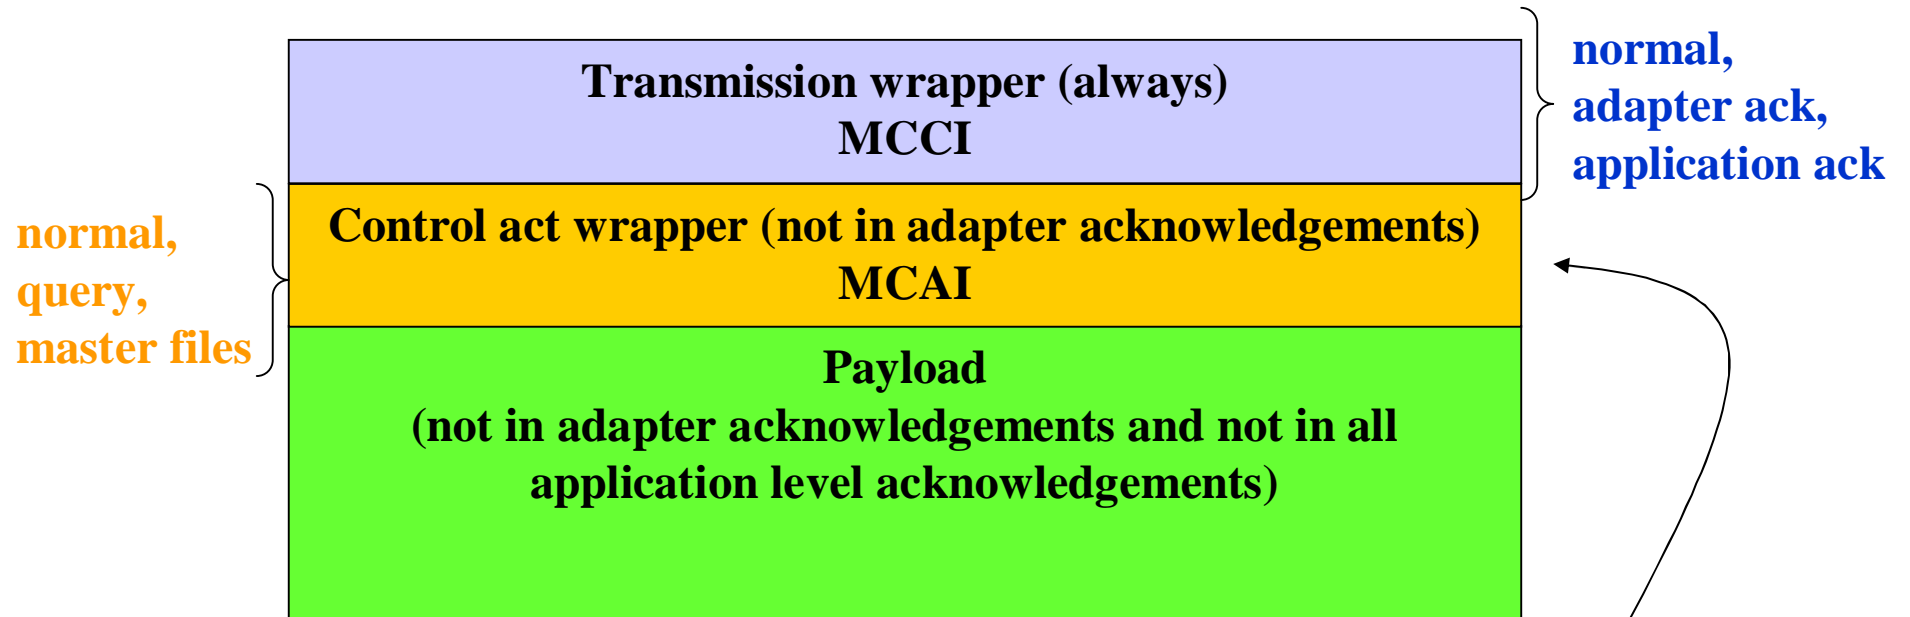 Transmission wrapper (always)
MCCI
normal,
adapter ack,
application ack
Control act wrapper (not in adapter acknowledgements)
MCAI
normal,
query,
master files
Payload
(not in adapter acknowledgements and not in all
application level acknowledgements)